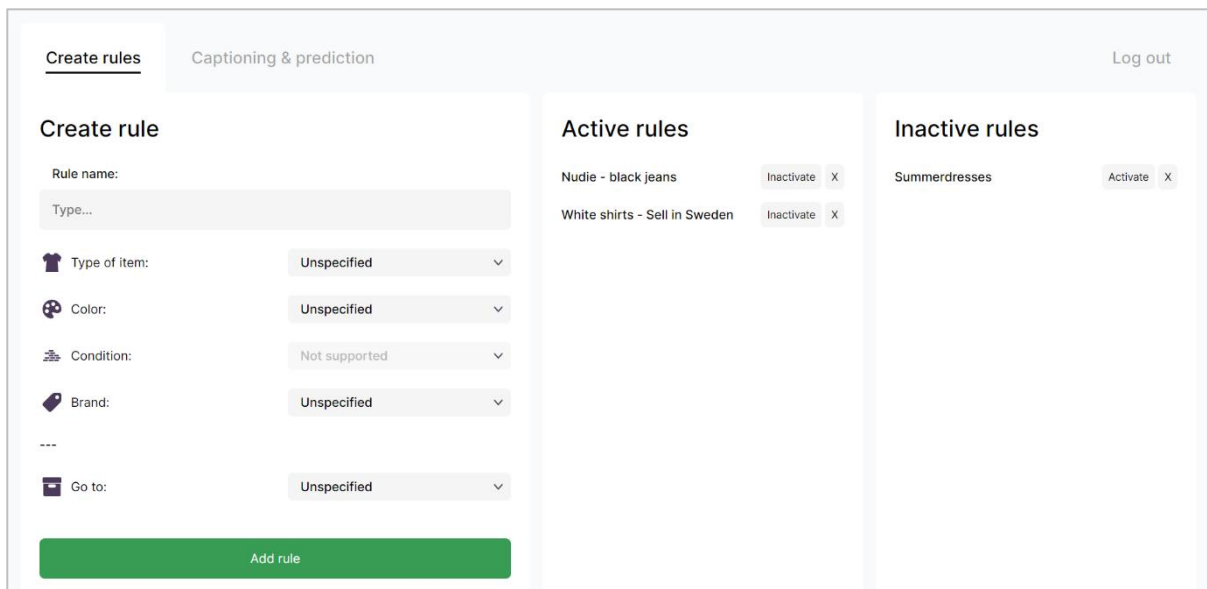 Create rules
Captioning & prediction
Log out
Create rule
Rule name:
Type...
Type of item:
Unspecified
Color:
Unspecified
Condition:
Not supported
Brand:
Unspecified
---
Go to:
Unspecified
Add rule
Active rules
Nudie - black jeans
Inactivate X
White shirts - Sell in Sweden
Inactivate X
Inactive rules
Summerdresses
Activate X